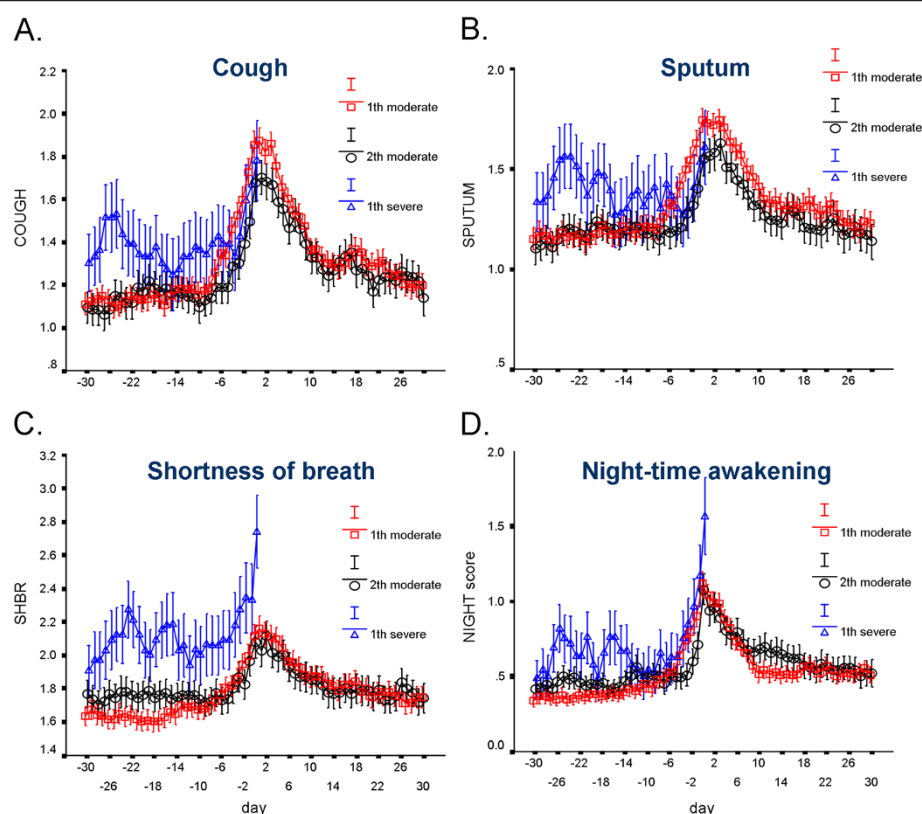 A.
Cough
COUGH
2.2
2.0
1.8
1.6
1.4
1.2
1.0
.8
-30 -22 -14 -6 2 10 18 26
1th moderate
2th moderate
1th severe
B.
Sputum
SPUTUM
2.0
1.5
1.0
.5
-30 -22 -14 -6 2 10 18 26
1th moderate
2th moderate
1th severe
C.
Shortness of breath
SHBR
3.2
3.0
2.8
2.6
2.4
2.2
2.0
1.8
1.6
1.4
1th moderate
2th moderate
1th severe
-30 -22 -14 -6 2 10 18 26
-26 -18 -10 -2 6 14 22 30
day
D.
Night-time awakening
NIGHT score
2.0
1.5
1.0
.5
0.0
1th moderate
2th moderate
1th severe
-30 -22 -14 -6 2 10 18 26
-26 -18 -10 -2 6 14 22 30
day